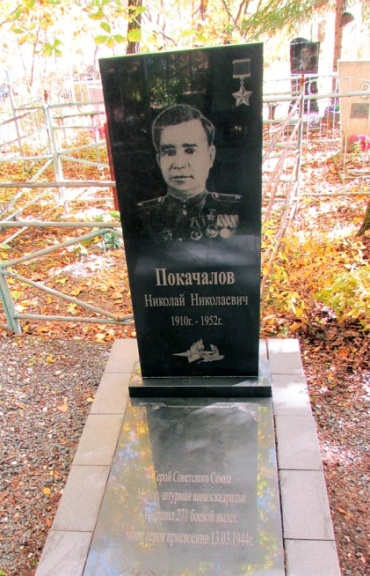 Покачалов
Николай Николаевич
1910г. - 1952г.
Герой Советского Союза
штурман авиаэскадрильи
271 боевой вылет.
героя присвоено 13.03.1944г